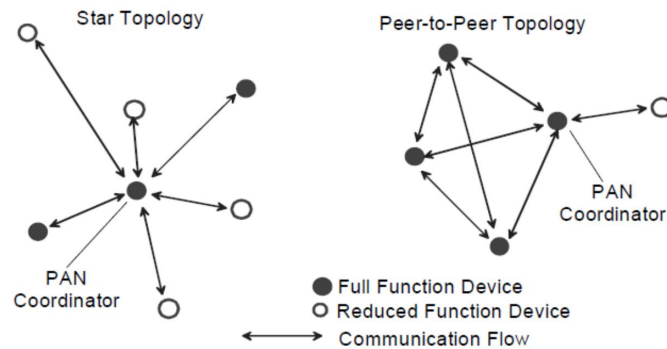 Star Topology
Peer-to-Peer Topology
PAN
Coordinator
PAN
Coordinator
Full Function Device
Reduced Function Device
Communication Flow